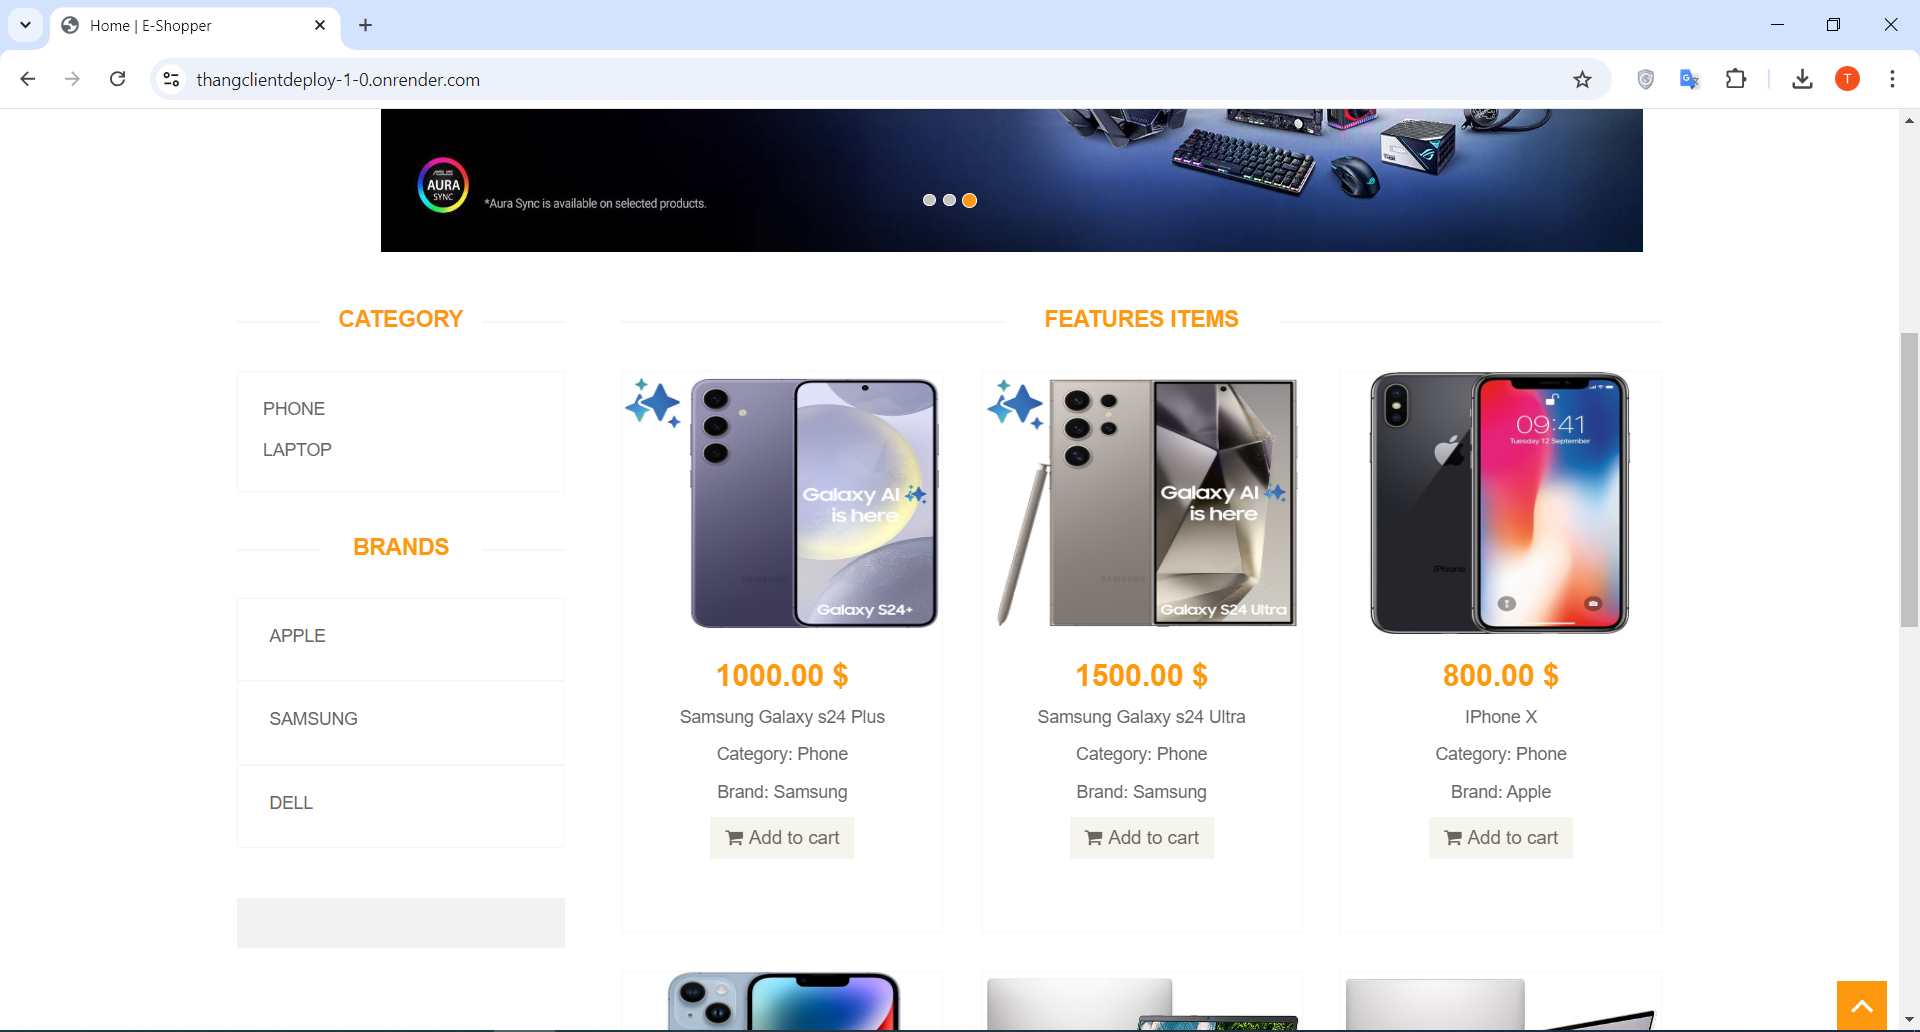 Home | E-Shopper
thangclientdeploy-1-0.onrender.com
T
ASUS
AURA
SYNC
*Aura Sync is available on selected products.
CATEGORY
PHONE
LAPTOP
BRANDS
APPLE
SAMSUNG
DELL
FEATURES ITEMS
Galaxy AI
is here
SAMSUNG
Galaxy S24+
1000.00 $
Samsung Galaxy s24 Plus
Category: Phone
Brand: Samsung
Add to cart
Galaxy AI
is here
SAMSUNG
Galaxy S24 Ultra
1500.00 $
Samsung Galaxy s24 Ultra
Category: Phone
Brand: Samsung
Add to cart
09:41
Tuesday 12 September
iPhone
800.00 $
IPhone X
Category: Phone
Brand: Apple
Add to cart